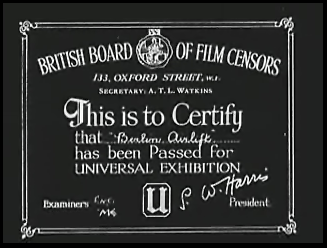 BRITISH BOARD OF FILM CENSORS
133, OXFORD STREET, W.1.
SECRETARY: A. T. L. WATKINS
This is to Certify
that "Berlin Airlift"
has been Passed for
UNIVERSAL EXHIBITION
Examiners U S. W. Harris
President